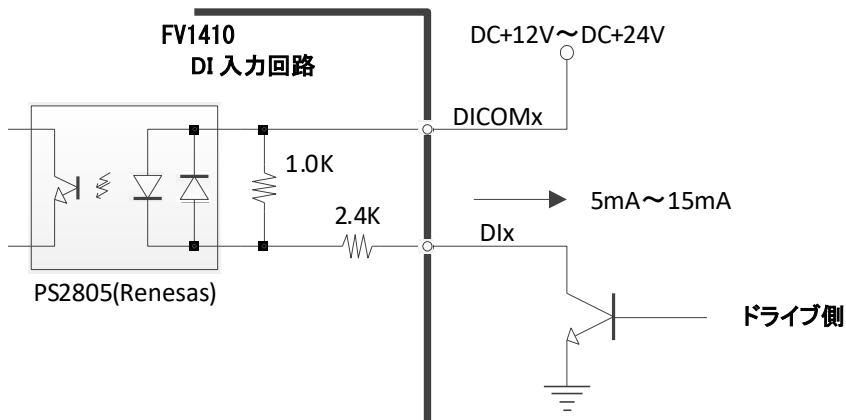 FV1410
DI 入力回路
DC+12V～DC+24V
DICOMx
1.0K
5mA～15mA
2.4K
DIx
PS2805(Renesas)
ドライブ側